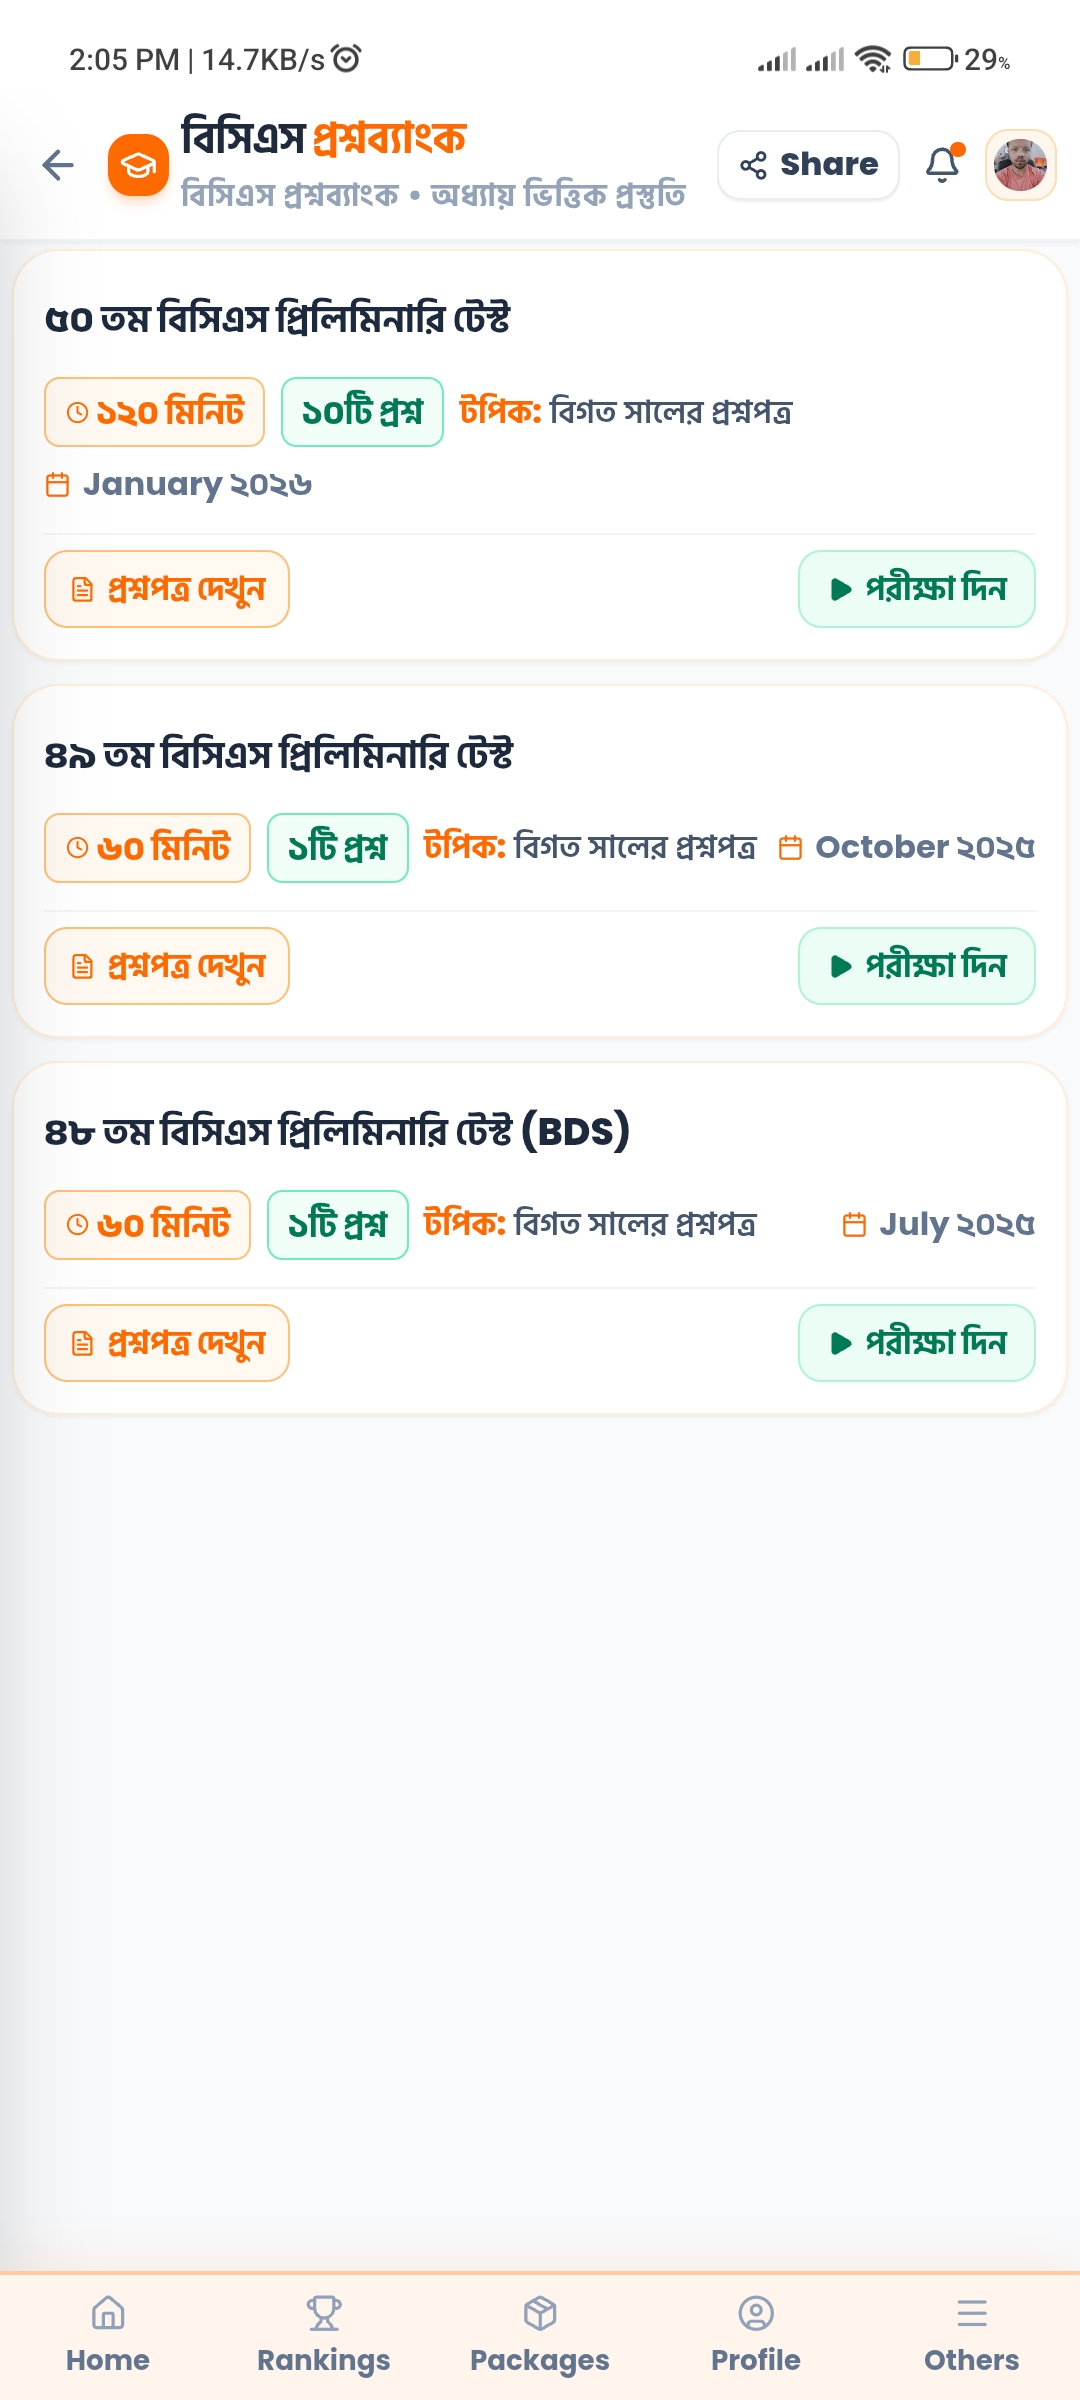 2:05 PM | 14.7KB/s
29%
বিসিএস প্রশ্নব্যাংক
বিসিএস প্রশ্নব্যাংক • অধ্যায় ভিত্তিক প্রস্তুতি
Share
৫০ তম বিসিএস প্রিলিমিনারি টেস্ট
১২০ মিনিট ১০টি প্রশ্ন টপিক: বিগত সালের প্রশ্নপত্র
January ২০২৬
প্রশ্নপত্র দেখুন পরীক্ষা দিন
৪৯ তম বিসিএস প্রিলিমিনারি টেস্ট
৬০ মিনিট ১টি প্রশ্ন টপিক: বিগত সালের প্রশ্নপত্র October ২০২৫
প্রশ্নপত্র দেখুন পরীক্ষা দিন
৪৮ তম বিসিএস প্রিলিমিনারি টেস্ট (BDS)
৬০ মিনিট ১টি প্রশ্ন টপিক: বিগত সালের প্রশ্নপত্র July ২০২৫
প্রশ্নপত্র দেখুন পরীক্ষা দিন
Home Rankings Packages Profile Others